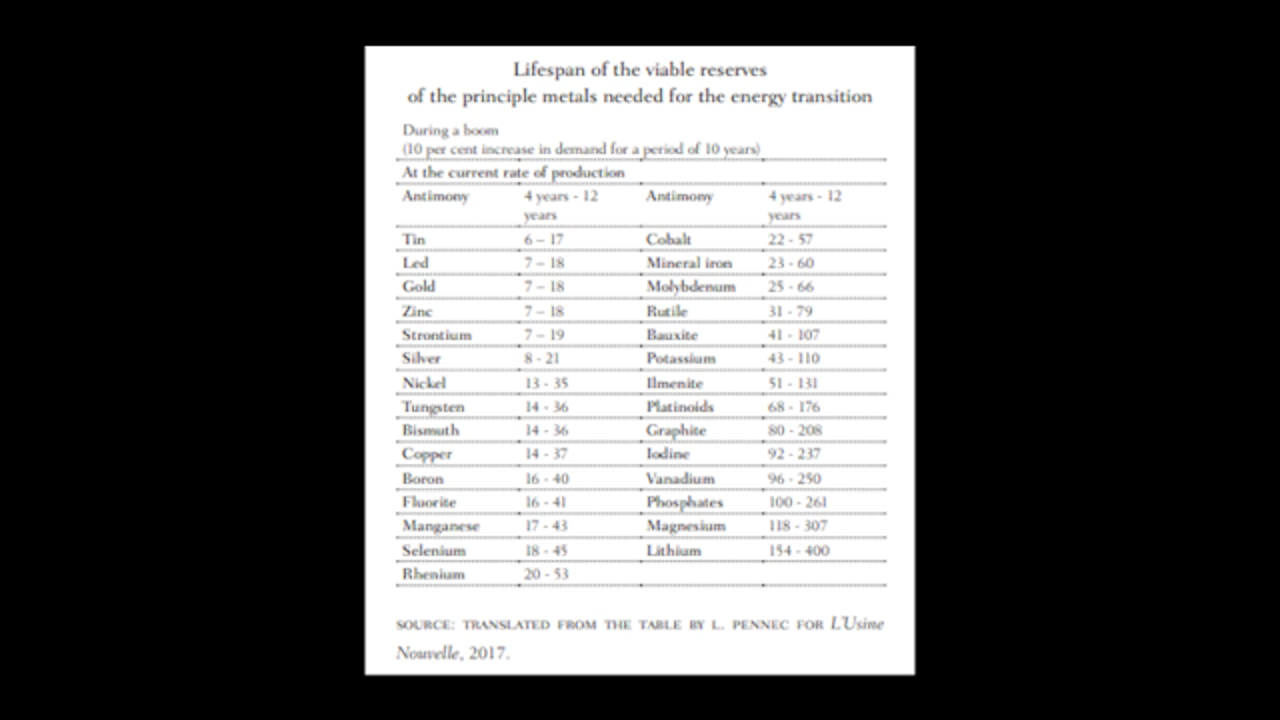 Lifespan of the viable reserves
of the principle metals needed for the energy transition
During a boom
(10 per cent increase in demand for a period of 10 years)
At the current rate of production
Antimony 4 years - 12 years Antimony 4 years - 12 years
Tin 6 – 17 Cobalt 22 - 57
Led 7 – 18 Mineral iron 23 - 60
Gold 7 – 18 Molybdenum 25 - 66
Zinc 7 – 18 Rutile 31 - 79
Strontium 7 – 19 Bauxite 41 - 107
Silver 8 - 21 Potassium 43 - 110
Nickel 13 - 35 Ilmenite 51 - 131
Tungsten 14 - 36 Platinoids 68 - 176
Bismuth 14 - 36 Graphite 80 - 208
Copper 14 - 37 Iodine 92 - 237
Boron 16 - 40 Vanadium 96 - 250
Fluorite 16 - 41 Phosphates 100 - 261
Manganese 17 - 43 Magnesium 118 - 307
Selenium 18 - 45 Lithium 154 - 400
Rhenium 20 - 53
SOURCE: TRANSLATED FROM THE TABLE BY L. PENNEC FOR L'Usine
Nouvelle, 2017.